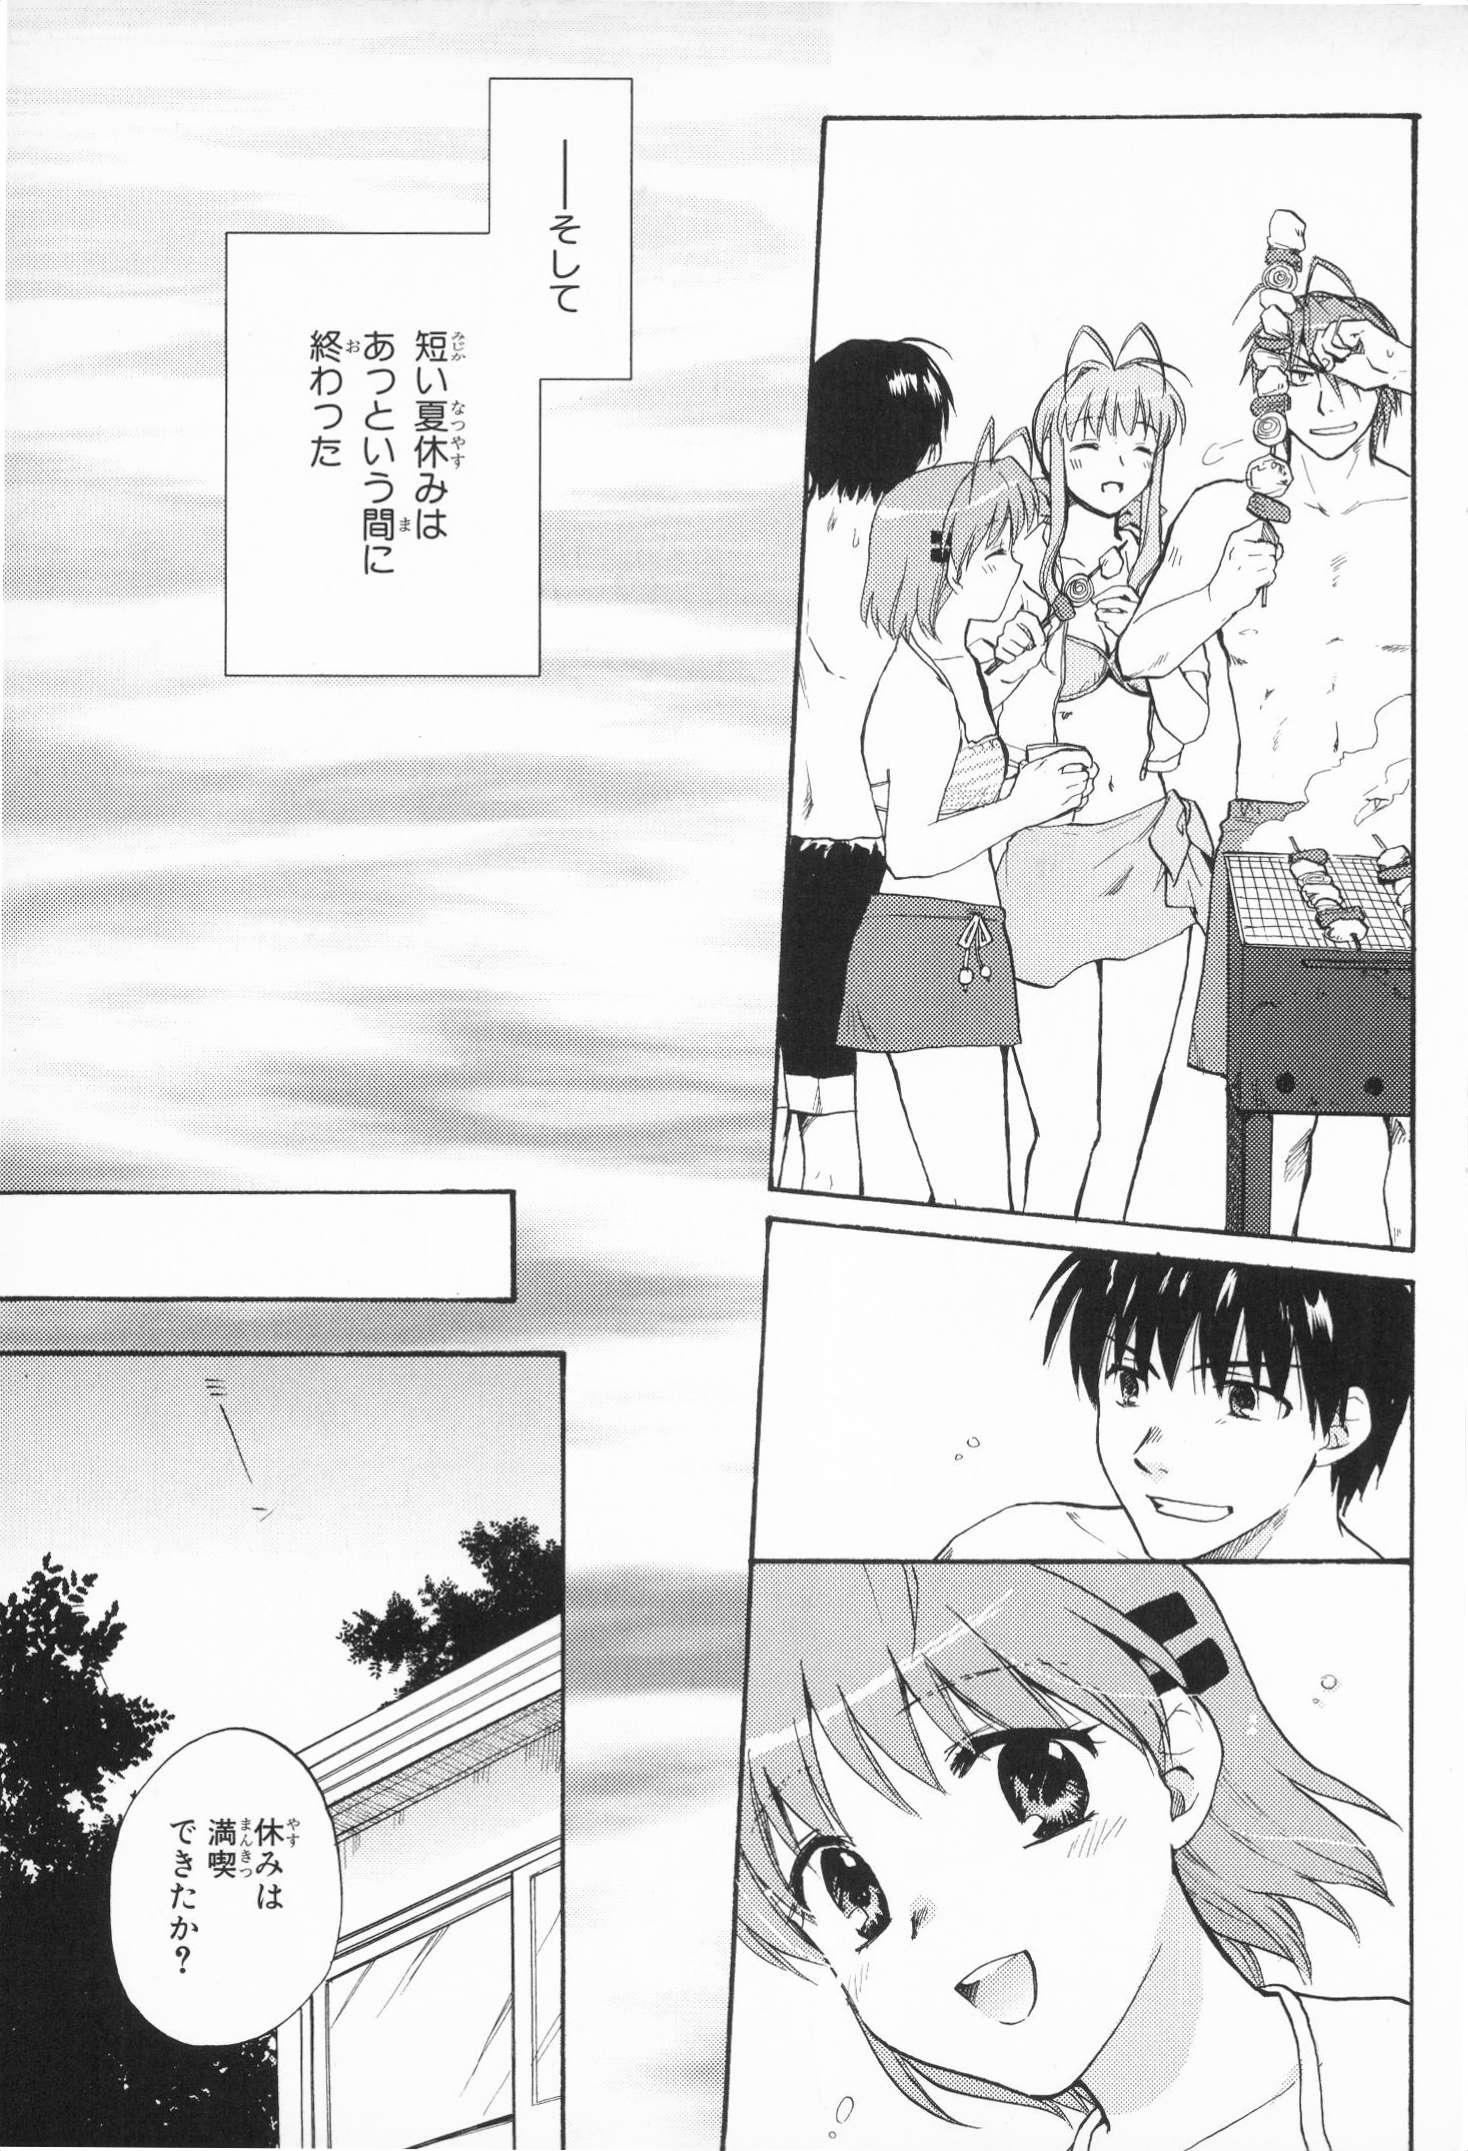 ――そして
短い夏休みは
あっという間に
終わった
休みは
満喫
できたか?